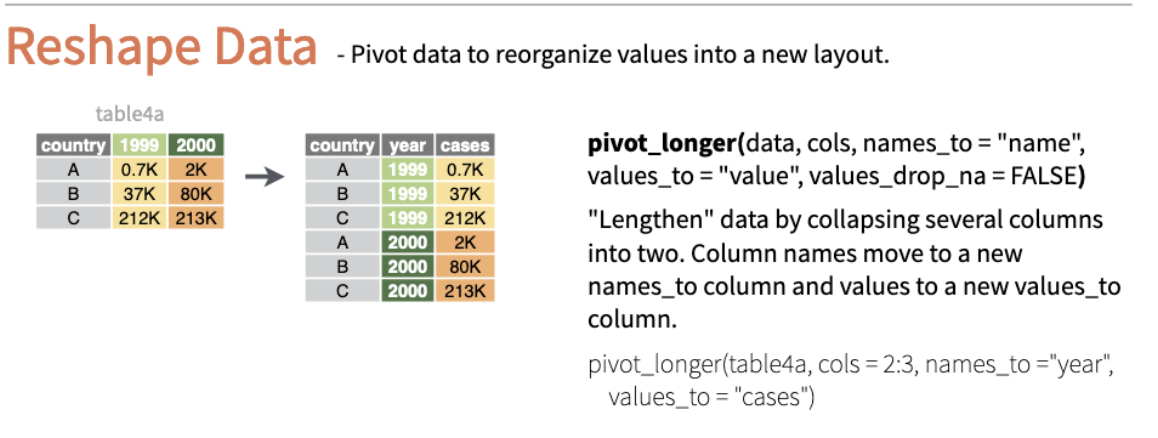 Reshape Data - Pivot data to reorganize values into a new layout.
table4a
country 1999 2000
A 0.7K 2K
B 37K 80K
C 212K 213K
country year cases
A 1999 0.7K
B 1999 37K
C 1999 212K
A 2000 2K
B 2000 80K
C 2000 213K
pivot_longer(data, cols, names_to = "name",
values_to = "value", values_drop_na = FALSE)
"Lengthen" data by collapsing several columns
into two. Column names move to a new
names_to column and values to a new values_to
column.
pivot_longer(table4a, cols = 2:3, names_to ="year",
values_to = "cases")